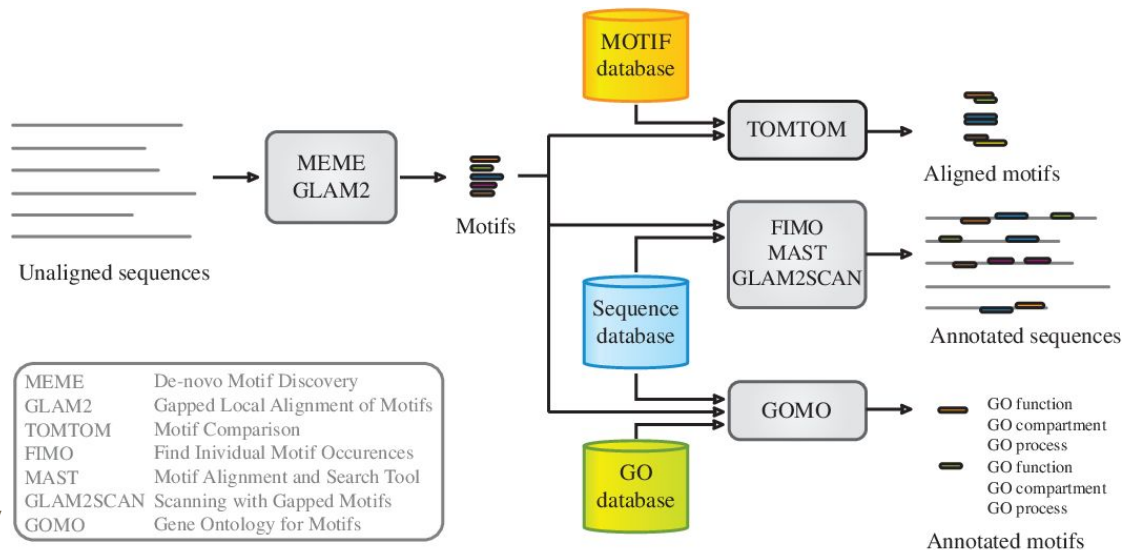 MOTIF
database
TOMTOM
Aligned motifs
MEME
GLAM2
Motifs
Unaligned sequences
FIMO
MAST
GLAM2SCAN
Annotated sequences
Sequence
database
GOMO
GO function
GO compartment
GO process
GO function
GO compartment
GO process
Annotated motifs
GO
database
MEME De-novo Motif Discovery
GLAM2 Gapped Local Alignment of Motifs
TOMTOM Motif Comparison
FIMO Find Inividual Motif Occurences
MAST Motif Alignment and Search Tool
GLAM2SCAN Scanning with Gapped Motifs
GOMO Gene Ontology for Motifs